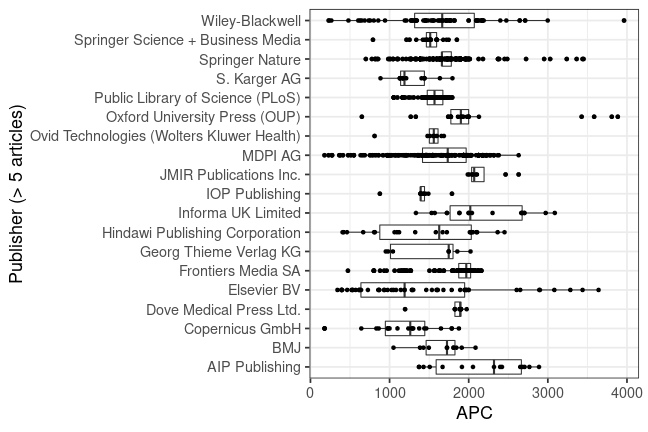 Publisher (> 5 articles)
Wiley-Blackwell
Springer Science + Business Media
Springer Nature
S. Karger AG
Public Library of Science (PLoS)
Oxford University Press (OUP)
Ovid Technologies (Wolters Kluwer Health)
MDPI AG
JMIR Publications Inc.
IOP Publishing
Informa UK Limited
Hindawi Publishing Corporation
Georg Thieme Verlag KG
Frontiers Media SA
Elsevier BV
Dove Medical Press Ltd.
Copernicus GmbH
BMJ
AIP Publishing
0 1000 2000 3000 4000
APC